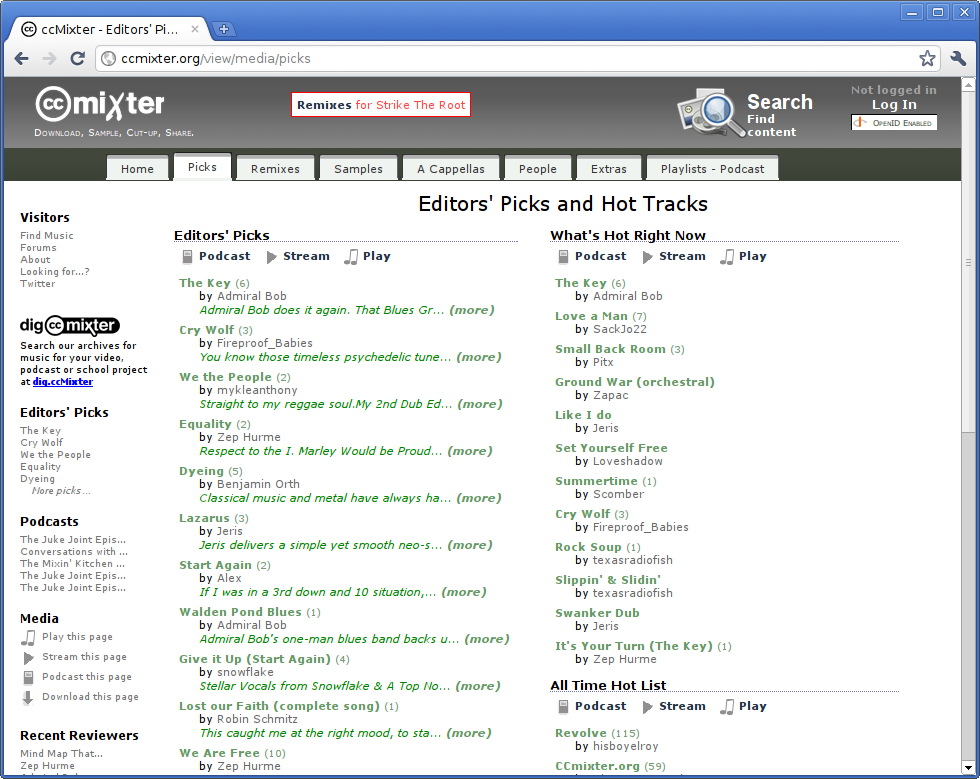 ccMixter - Editors' Pi...
ccmixter.org/view/media/picks
cc mixter
Download, Sample, Cut-up, Share.
Remixes for Strike The Root
Search
Find
content
Not logged in
Log In
OpenID Enabled
Home
Picks
Remixes
Samples
A Cappellas
People
Extras
Playlists - Podcast
Editors' Picks and Hot Tracks
Visitors
Find Music
Forums
About
Looking for...?
Twitter
dig cc mixter
Search our archives for
music for your video,
podcast or school project
at dig.ccMixter
Editors' Picks
The Key
Cry Wolf
We the People
Equality
Dyeing
More picks...
Podcasts
The Juke Joint Epis...
Conversations with ...
The Mixin' Kitchen ...
The Juke Joint Epis...
The Juke Joint Epis...
Media
Play this page
Stream this page
Podcast this page
Download this page
Recent Reviewers
Mind Map That...
Zep Hurme
Editors' Picks
Podcast Stream Play
The Key (6)
by Admiral Bob
Admiral Bob does it again. That Blues Gr... (more)
Cry Wolf (3)
by Fireproof_Babies
You know those timeless psychedelic tune... (more)
We the People (2)
by mykleanthony
Straight to my reggae soul.My 2nd Dub Ed... (more)
Equality (2)
by Zep Hurme
Respect to the I. Marley Would be Proud... (more)
Dyeing (5)
by Benjamin Orth
Classical music and metal have always ha... (more)
Lazarus (3)
by Jeris
Jeris delivers a simple yet smooth neo-s... (more)
Start Again (2)
by Alex
If I was in a 3rd down and 10 situation,... (more)
Walden Pond Blues (1)
by Admiral Bob
Admiral Bob's one-man blues band backs u... (more)
Give it Up (Start Again) (4)
by snowflake
Stellar Vocals from Snowflake & A Top No... (more)
Lost our Faith (complete song) (1)
by Robin Schmitz
This caught me at the right mood, to sta... (more)
We Are Free (10)
by Zep Hurme
What's Hot Right Now
Podcast Stream Play
The Key (6)
by Admiral Bob
Love a Man (7)
by SackJo22
Small Back Room (3)
by Pitx
Ground War (orchestral)
by Zapac
Like I do
by Jeris
Set Yourself Free
by Loveshadow
Summertime (1)
by Scomber
Cry Wolf (3)
by Fireproof_Babies
Rock Soup (1)
by texasradiofish
Slippin' & Slidin'
by texasradiofish
Swanker Dub
by Jeris
It's Your Turn (The Key) (1)
by Zep Hurme
All Time Hot List
Podcast Stream Play
Revolve (115)
by hisboyelroy
CCmixter.org (59)